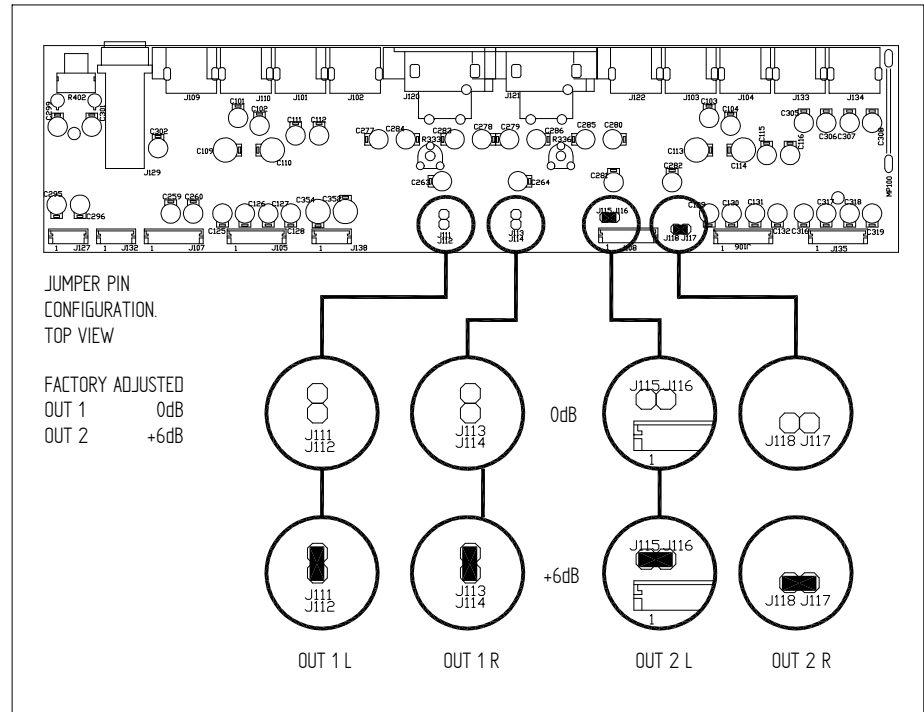 R402
J109
J110
J101
J102
J120
J121
J122
J103
J104
J133
J134
C299
C301
C302
J129
C101
C102
C109
C110
C111
C112
C277
C284
R333
C283
C278
C279
C286
R336
C285
C280
C263
C264
C281
C282
C103
C104
C113
C114
C115
C116
C305
C306
C307
C308
MP100
C295
C296
C259
C260
C125
C126
C127
C128
C354
C130
C131
C132
C316
C317
C318
C319
J111
J112
J113
J114
J115 J116
J118 J117
1 J127
1 J132
1 J107
J105
1 J138
1 J108
J106
J135
JUMPER PIN
CONFIGURATION.
TOP VIEW
FACTORY ADJUSTED
OUT 1 0dB
OUT 2 +6dB
J111
J112
J113
J114
0dB
J115 J116
1
J118 J117
J111
J112
J113
J114
+6dB
J115 J116
1
J118 J117
OUT 1 L
OUT 1 R
OUT 2 L
OUT 2 R